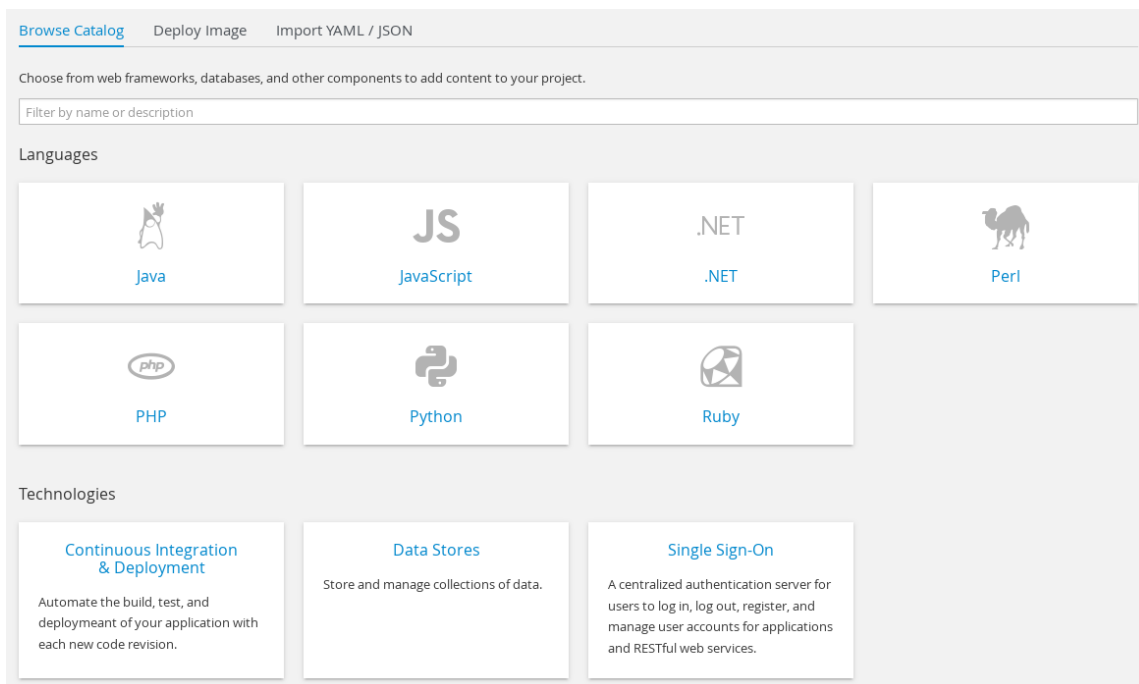 Browse Catalog Deploy Image Import YAML / JSON
Choose from web frameworks, databases, and other components to add content to your project.
Filter by name or description
Languages
JS .NET
Java JavaScript .NET Perl
php
PHP Python Ruby
Technologies
Continuous Integration
& Deployment
Automate the build, test, and
deploymeant of your application with
each new code revision.
Data Stores
Store and manage collections of data.
Single Sign-On
A centralized authentication server for
users to log in, log out, register, and
manage user accounts for applications
and RESTful web services.